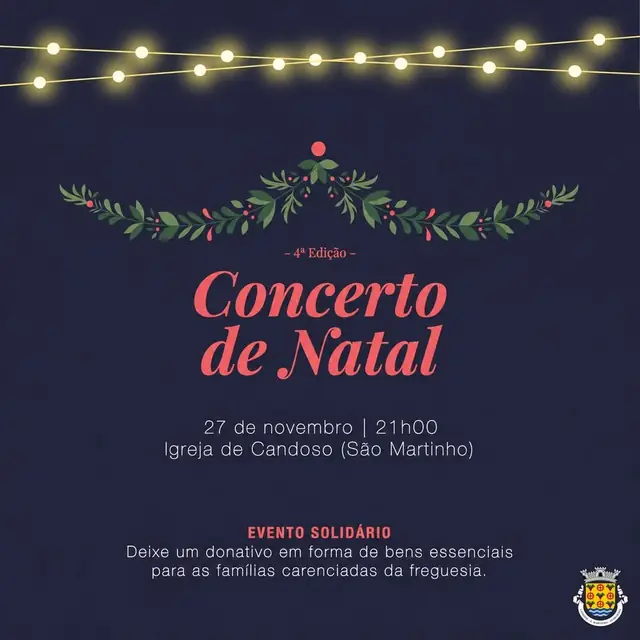 - 4ª Edição -
Concerto
de Natal
27 de novembro | 21h00
Igreja de Candoso (São Martinho)
EVENTO SOLIDÁRIO
Deixe um donativo em forma de bens essenciais
para as famílias carenciadas da freguesia.